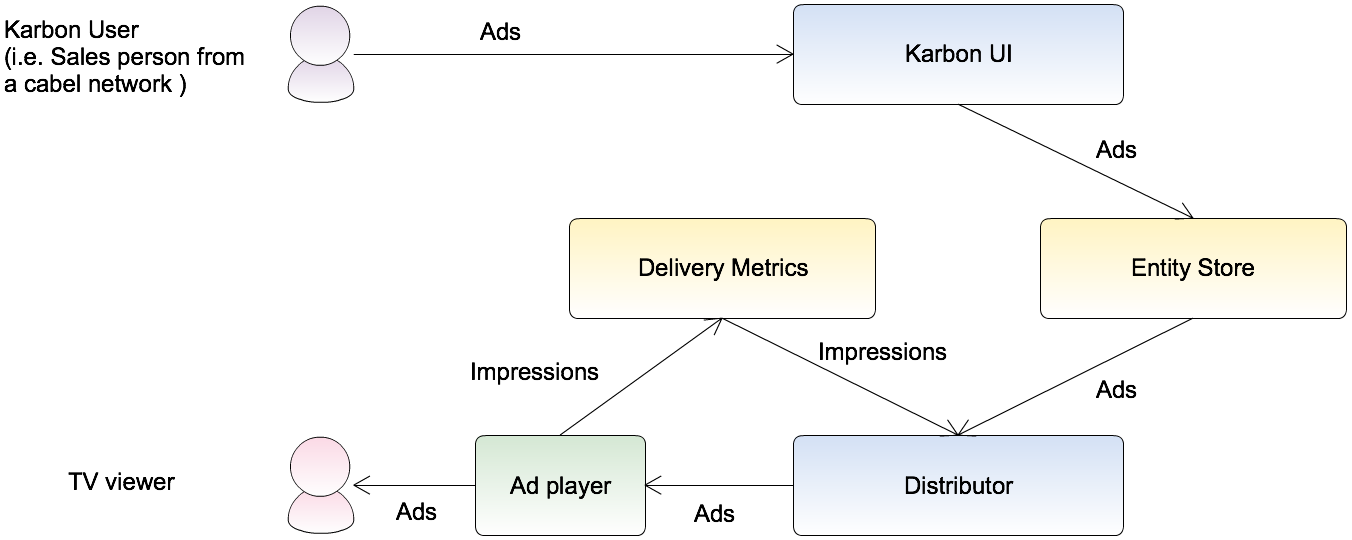 Karbon User
(i.e. Sales person from
a cabel network )
Ads
Karbon UI
Ads
Delivery Metrics
Entity Store
Impressions
Impressions
Ads
TV viewer
Ads
Ad player
Ads
Distributor